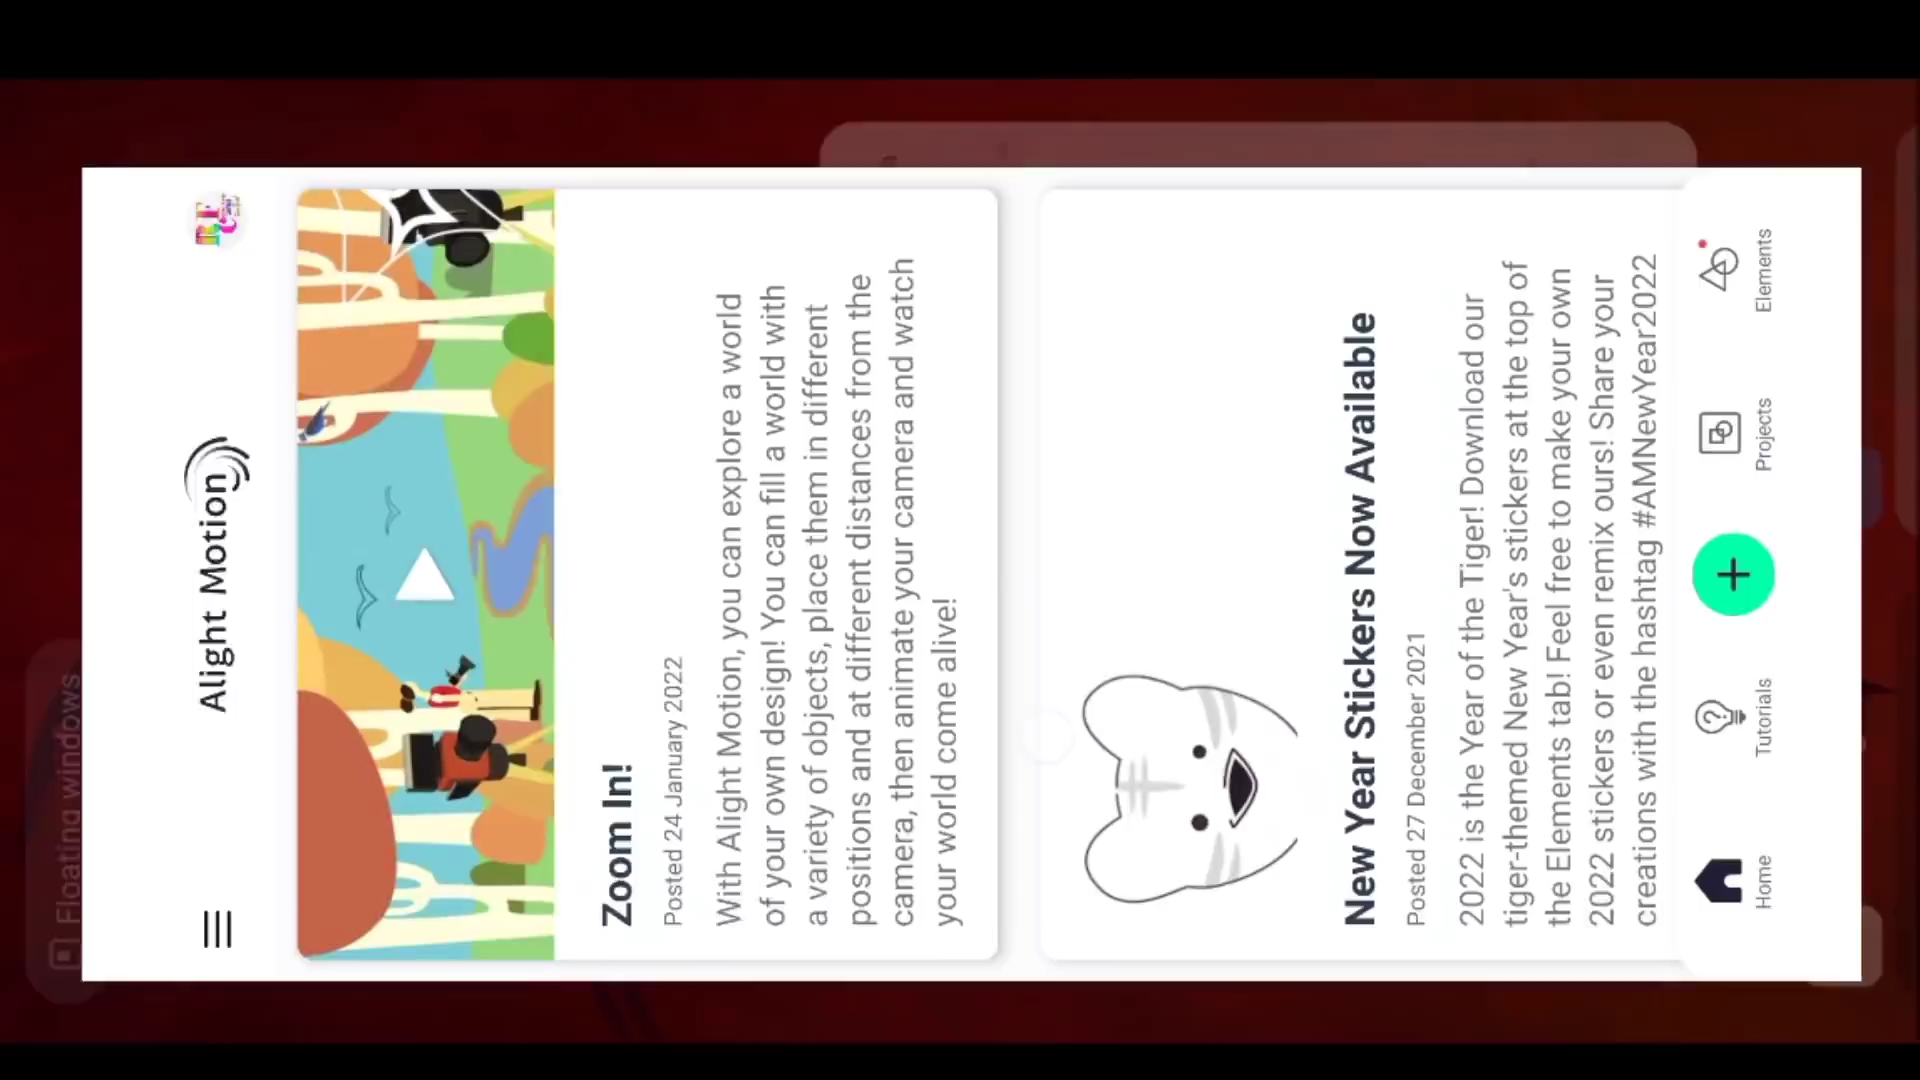 Alight Motion
Zoom In!
Posted 24 January 2022
With Alight Motion, you can explore a world
of your own design! You can fill a world with
a variety of objects, place them in different
positions and at different distances from the
camera, then animate your camera and watch
your world come alive!
New Year Stickers Now Available
Posted 27 December 2021
2022 is the Year of the Tiger! Download our
tiger-themed New Year's stickers at the top of
the Elements tab! Feel free to make your own
2022 stickers or even remix ours! Share your
creations with the hashtag #AMNewYear2022
Home
Tutorials
Projects
Elements
Floating windows